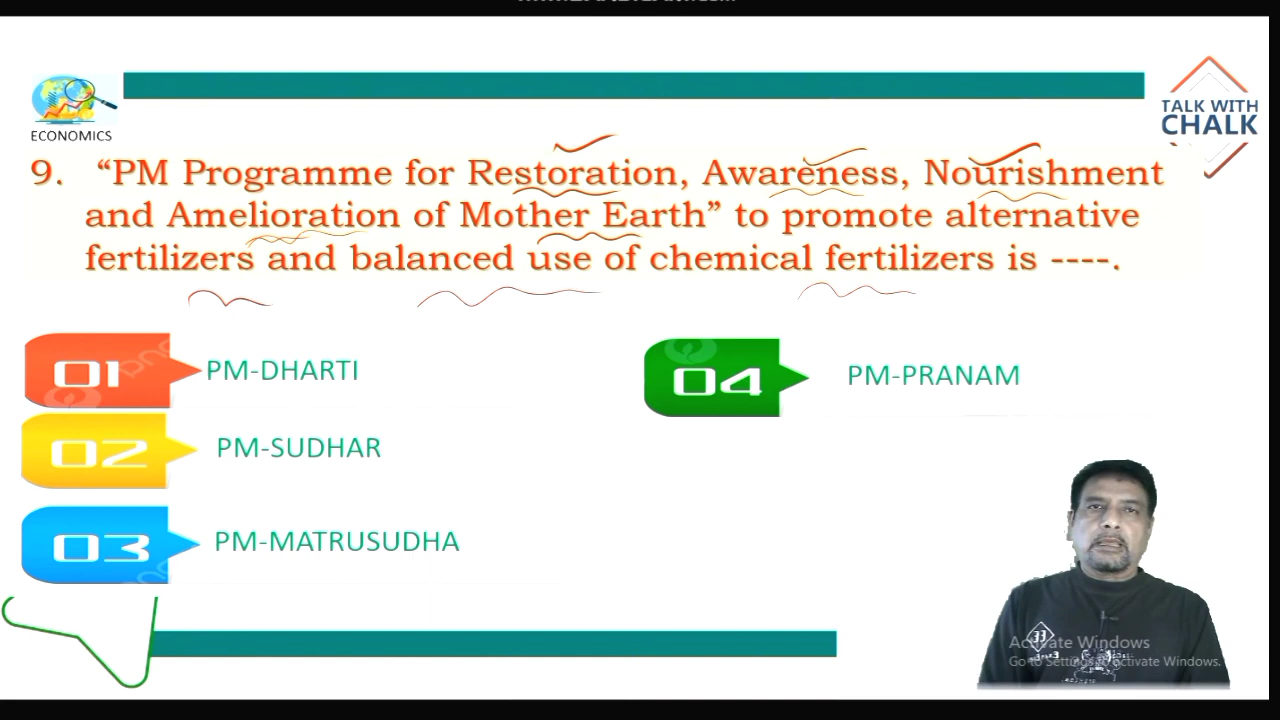 ECONOMICS
TALK WITH
CHALK
9. “PM Programme for Restoration, Awareness, Nourishment
and Amelioration of Mother Earth” to promote alternative
fertilizers and balanced use of chemical fertilizers is ----.
01 PM-DHARTI
04 PM-PRANAM
02 PM-SUDHAR
03 PM-MATRUSUDHA
33
Activate Windows
Go to Settings to activate Windows.